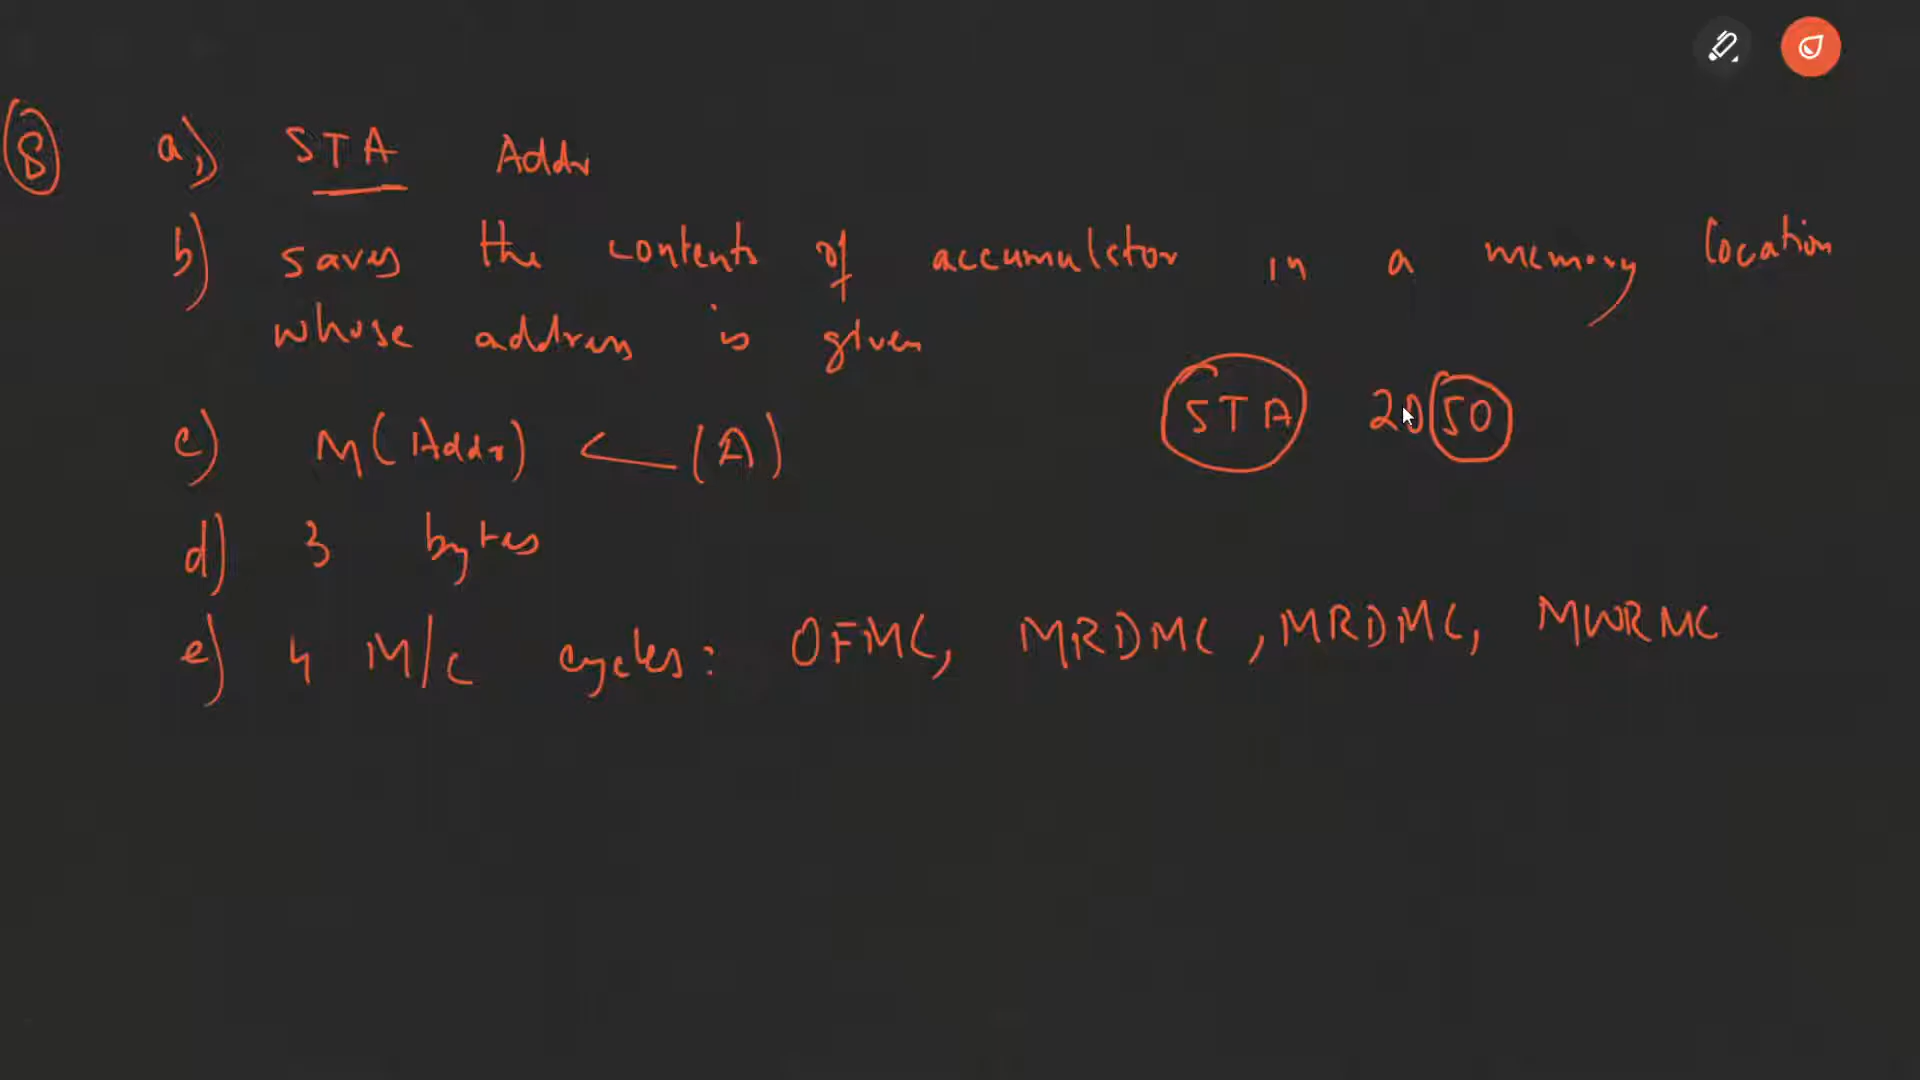 8 a) STA Addr
b) saves the contents of accumulator in a memory location
whose address is given
STA 2050
c) M(Addr) ← (A)
d) 3 bytes
e) 4 M/C cycles: OFMC, MRDMC, MRDMC, MWRMC